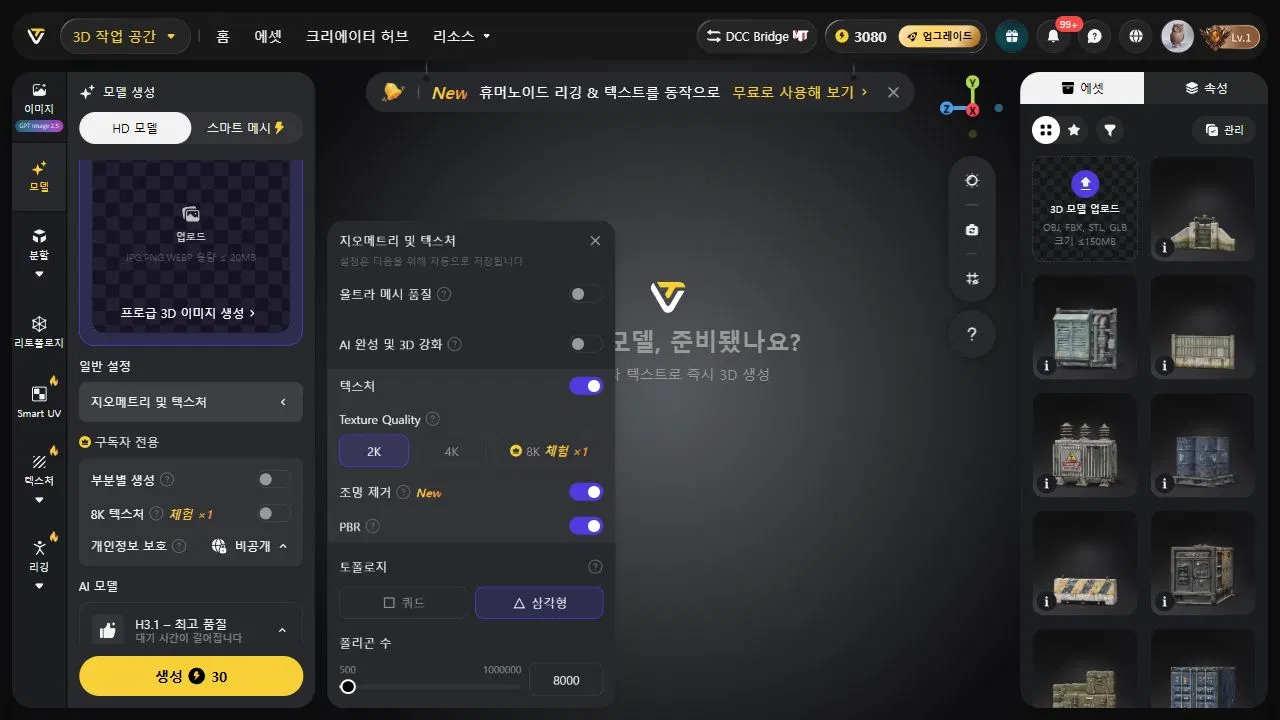 3D 작업 공간
홈
에셋
크리에이터 허브
리소스
DCC Bridge
3080
업그레이드
99+
Lv.1
이미지
GPT Image 2.5
모델
분할
리토폴로지
Smart UV
텍스처
리깅
모델 생성
HD 모델
스마트 메시
업로드
JPG,PNG,WEBP 용량 ≤ 20MB
프로급 3D 이미지 생성 >
일반 설정
지오메트리 및 텍스처
구독자 전용
부분별 생성
8K 텍스처 체험 ×1
개인정보 보호 비공개
AI 모델
H3.1 – 최고 품질
대기 시간이 길어집니다
생성 30
New 휴머노이드 리깅 & 텍스트를 동작으로 무료로 사용해 보기 >
지오메트리 및 텍스처
설정은 다음을 위해 자동으로 저장됩니다
울트라 메시 품질
AI 완성 및 3D 강화
텍스처
Texture Quality
2K
4K
8K 체험 ×1
조명 제거 New
PBR
토폴로지
쿼드
삼각형
폴리곤 수
500
1000000
8000
모델, 준비됐나요?
텍스트로 즉시 3D 생성
Y
Z
X
에셋
속성
관리
3D 모델 업로드
OBJ, FBX, STL, GLB
크기 ≤150MB